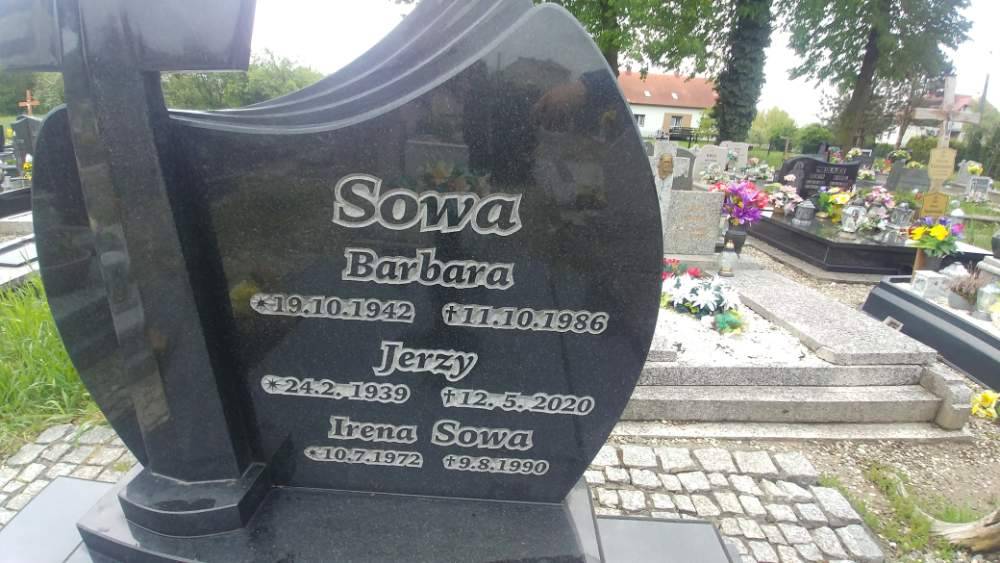 Sowa
Barbara
*19.10.1942 †11.10.1986
Jerzy
*24.2.1939 †12.5.2020
Irena Sowa
*10.7.1972 †9.8.1990